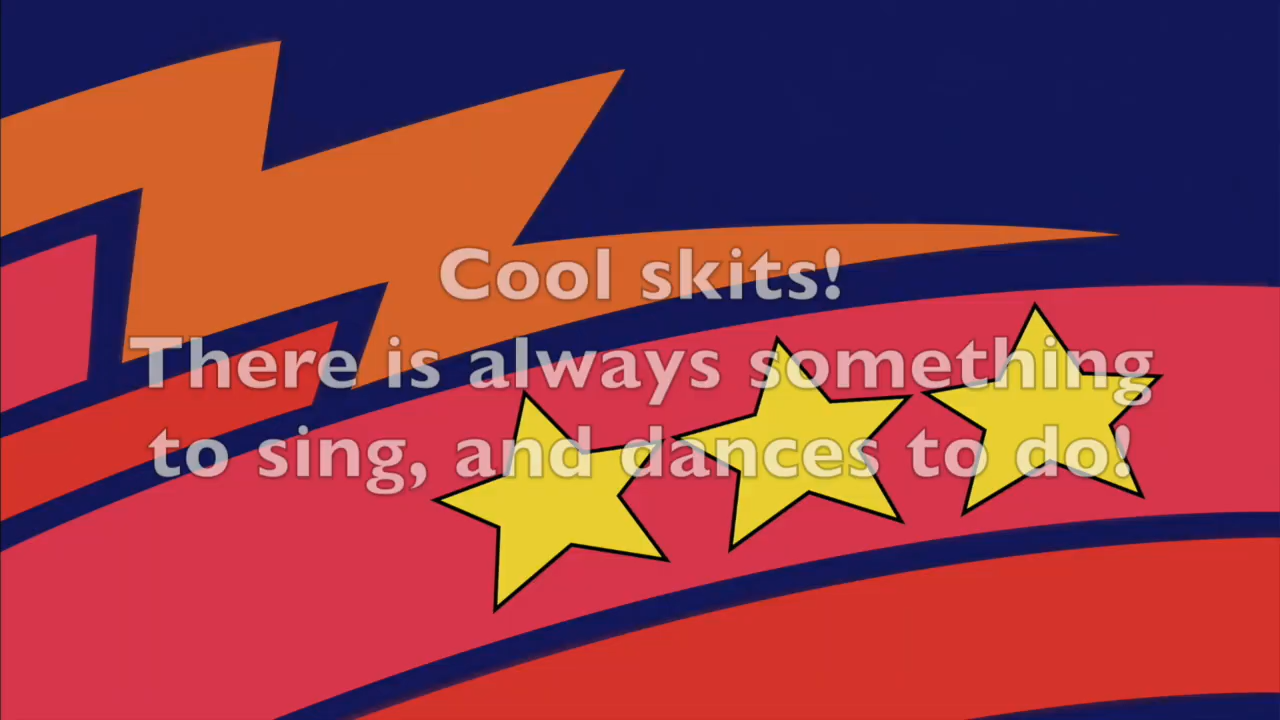 Cool skits!
There is always something
to sing, and dances to do!